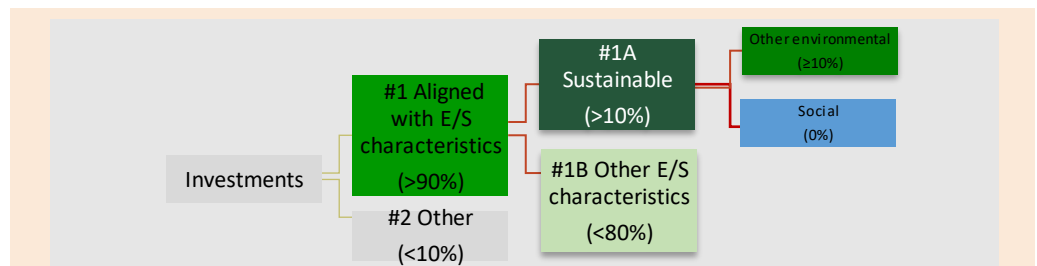 Investments
#1 Aligned
with E/S
characteristics
(>90%)
#2 Other
(<10%)
#1A
Sustainable
(>10%)
#1B Other E/S
characteristics
(<80%)
Other environmental
(≥10%)
Social
(0%)